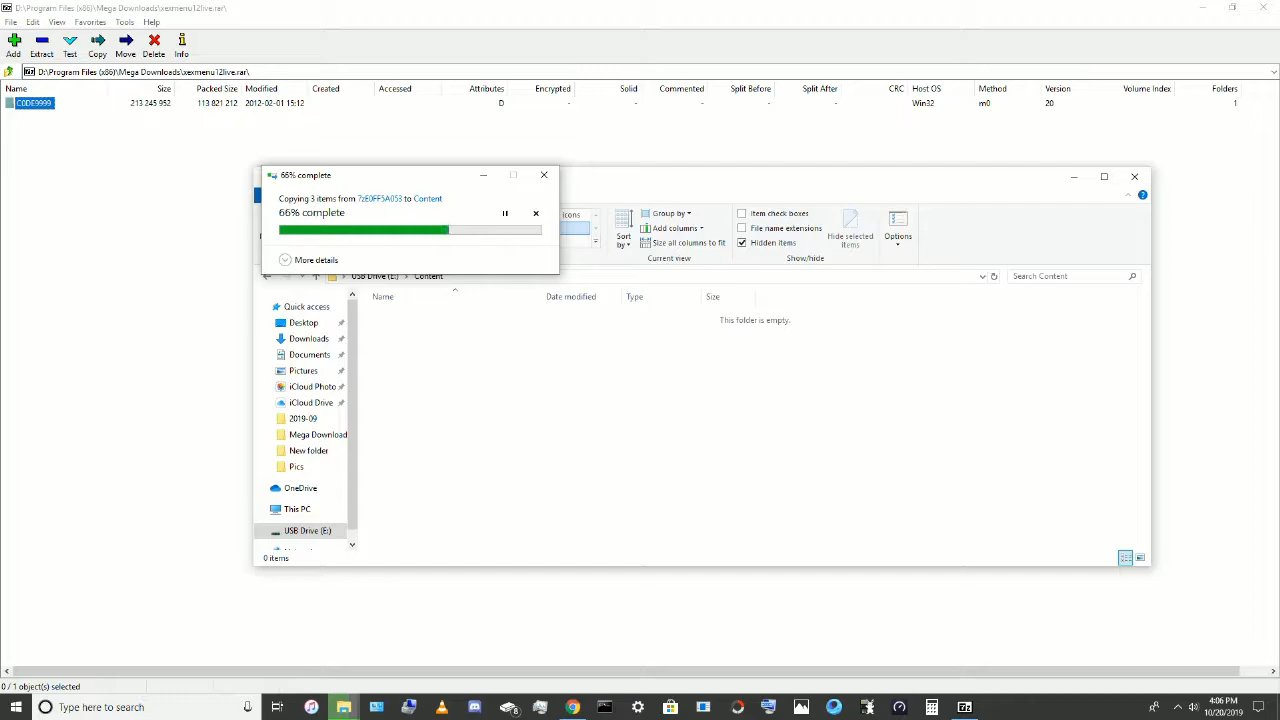 D:\Program Files (x86)\Mega Downloads\xexmenu12live.rar\
File Edit View Favorites Tools Help
Add Extract Test Copy Move Delete Info
D:\Program Files (x86)\Mega Downloads\xexmenu12live.rar\
Name Size Packed Size Modified Created Accessed Attributes Encrypted Solid Commented Split Before Split After CRC Host OS Method Version Volume Index Folders
C0DE9999 213 245 952 113 821 212 2012-02-01 15:12 D - - - - - Win32 m0 20 1
66% complete
Copying 3 items from 7zE0FF5A053 to Content
66% complete
More details
icons
Sort by
Group by
Add columns
Size all columns to fit
Current view
Item check boxes
File name extensions
Hidden items
Hide selected items
Show/hide
Options
USB Drive (E:) Content
Search Content
Name Date modified Type Size
This folder is empty.
Quick access
Desktop
Downloads
Documents
Pictures
iCloud Photo
iCloud Drive
2019-09
Mega Download
New folder
Pics
OneDrive
This PC
USB Drive (E:)
0 items
0 / 1 object(s) selected
Type here to search
4:06 PM
10/20/2019